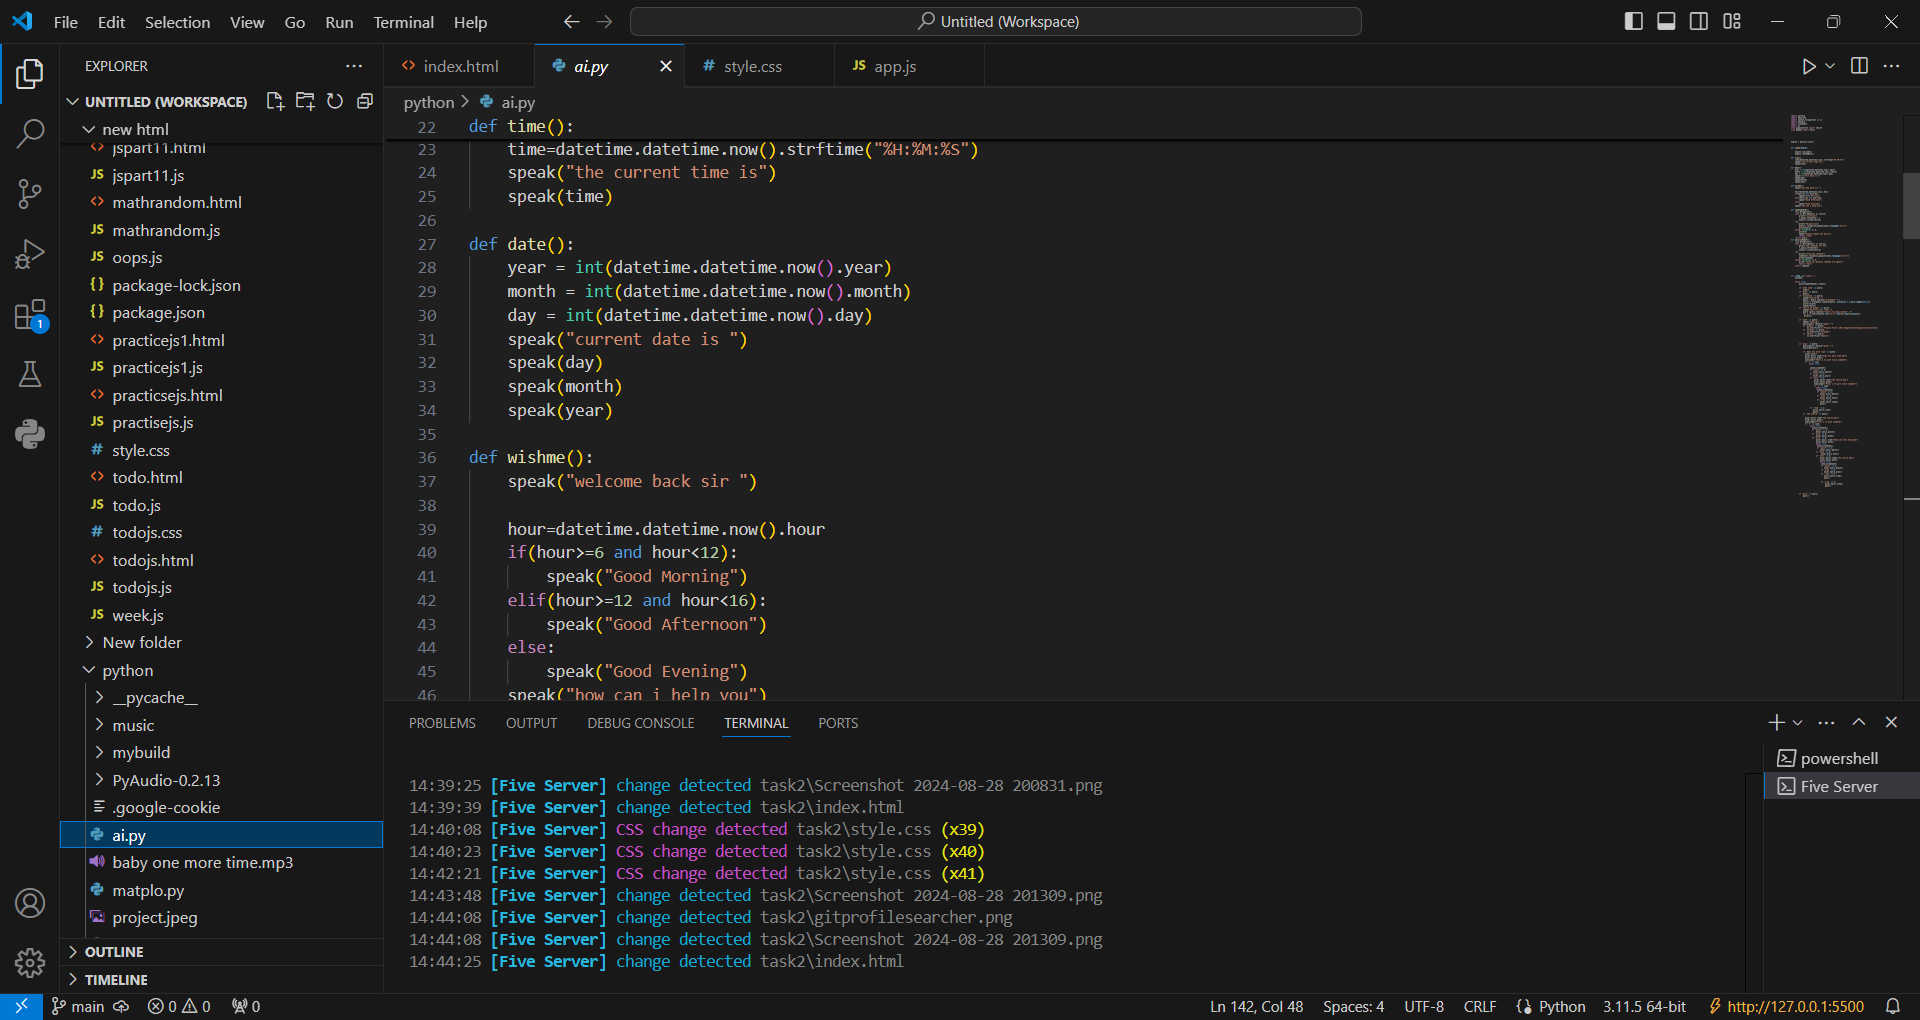 File Edit Selection View Go Run Terminal Help
Untitled (Workspace)
EXPLORER
UNTITLED (WORKSPACE)
new html
jspart11.html
JS jspart11.js
mathrandom.html
JS mathrandom.js
JS oops.js
{} package-lock.json
{} package.json
practicejs1.html
JS practicejs1.js
practicsejs.html
JS practisejs.js
# style.css
todo.html
JS todo.js
# todojs.css
todojs.html
JS todojs.js
JS week.js
New folder
python
__pycache__
music
mybuild
PyAudio-0.2.13
.google-cookie
ai.py
baby one more time.mp3
matplo.py
project.jpeg
OUTLINE
TIMELINE
1
index.html
ai.py
# style.css
JS app.js
python > ai.py
22 def time():
23 time=datetime.datetime.now().strftime("%H:%M:%S")
24 speak("the current time is")
25 speak(time)
26
27 def date():
28 year = int(datetime.datetime.now().year)
29 month = int(datetime.datetime.now().month)
30 day = int(datetime.datetime.now().day)
31 speak("current date is ")
32 speak(day)
33 speak(month)
34 speak(year)
35
36 def wishme():
37 speak("welcome back sir ")
38
39 hour=datetime.datetime.now().hour
40 if(hour>=6 and hour<12):
41 speak("Good Morning")
42 elif(hour>=12 and hour<16):
43 speak("Good Afternoon")
44 else:
45 speak("Good Evening")
46 speak("how can i help you")
PROBLEMS OUTPUT DEBUG CONSOLE TERMINAL PORTS
14:39:25 [Five Server] change detected task2\Screenshot 2024-08-28 200831.png
14:39:39 [Five Server] change detected task2\index.html
14:40:08 [Five Server] CSS change detected task2\style.css (x39)
14:40:23 [Five Server] CSS change detected task2\style.css (x40)
14:42:21 [Five Server] CSS change detected task2\style.css (x41)
14:43:48 [Five Server] change detected task2\Screenshot 2024-08-28 201309.png
14:44:08 [Five Server] change detected task2\gitprofilesearcher.png
14:44:08 [Five Server] change detected task2\Screenshot 2024-08-28 201309.png
14:44:25 [Five Server] change detected task2\index.html
powershell
Five Server
main 0 0 0
Ln 142, Col 48 Spaces: 4 UTF-8 CRLF Python 3.11.5 64-bit http://127.0.0.1:5500